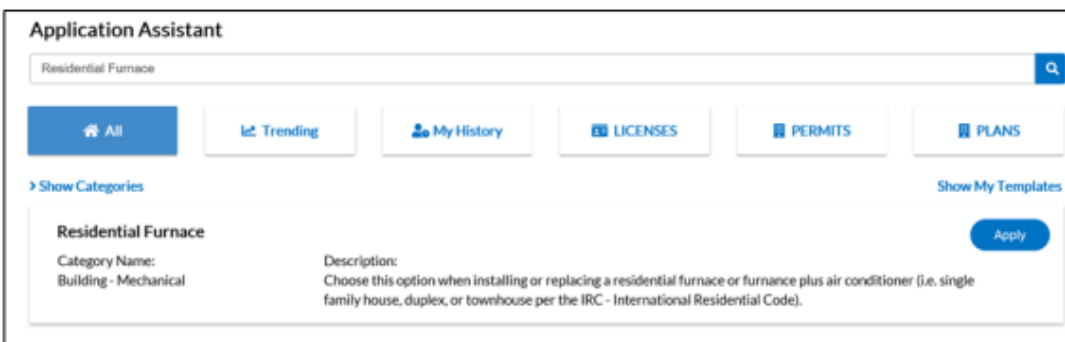 Application Assistant
Residential Furnace
All
Trending
My History
LICENSES
PERMITS
PLANS
Show Categories
Show My Templates
Residential Furnace
Apply
Category Name:
Building - Mechanical
Description:
Choose this option when installing or replacing a residential furnace or furnance plus air conditioner (i.e. single
family house, duplex, or townhouse per the IRC - International Residential Code).